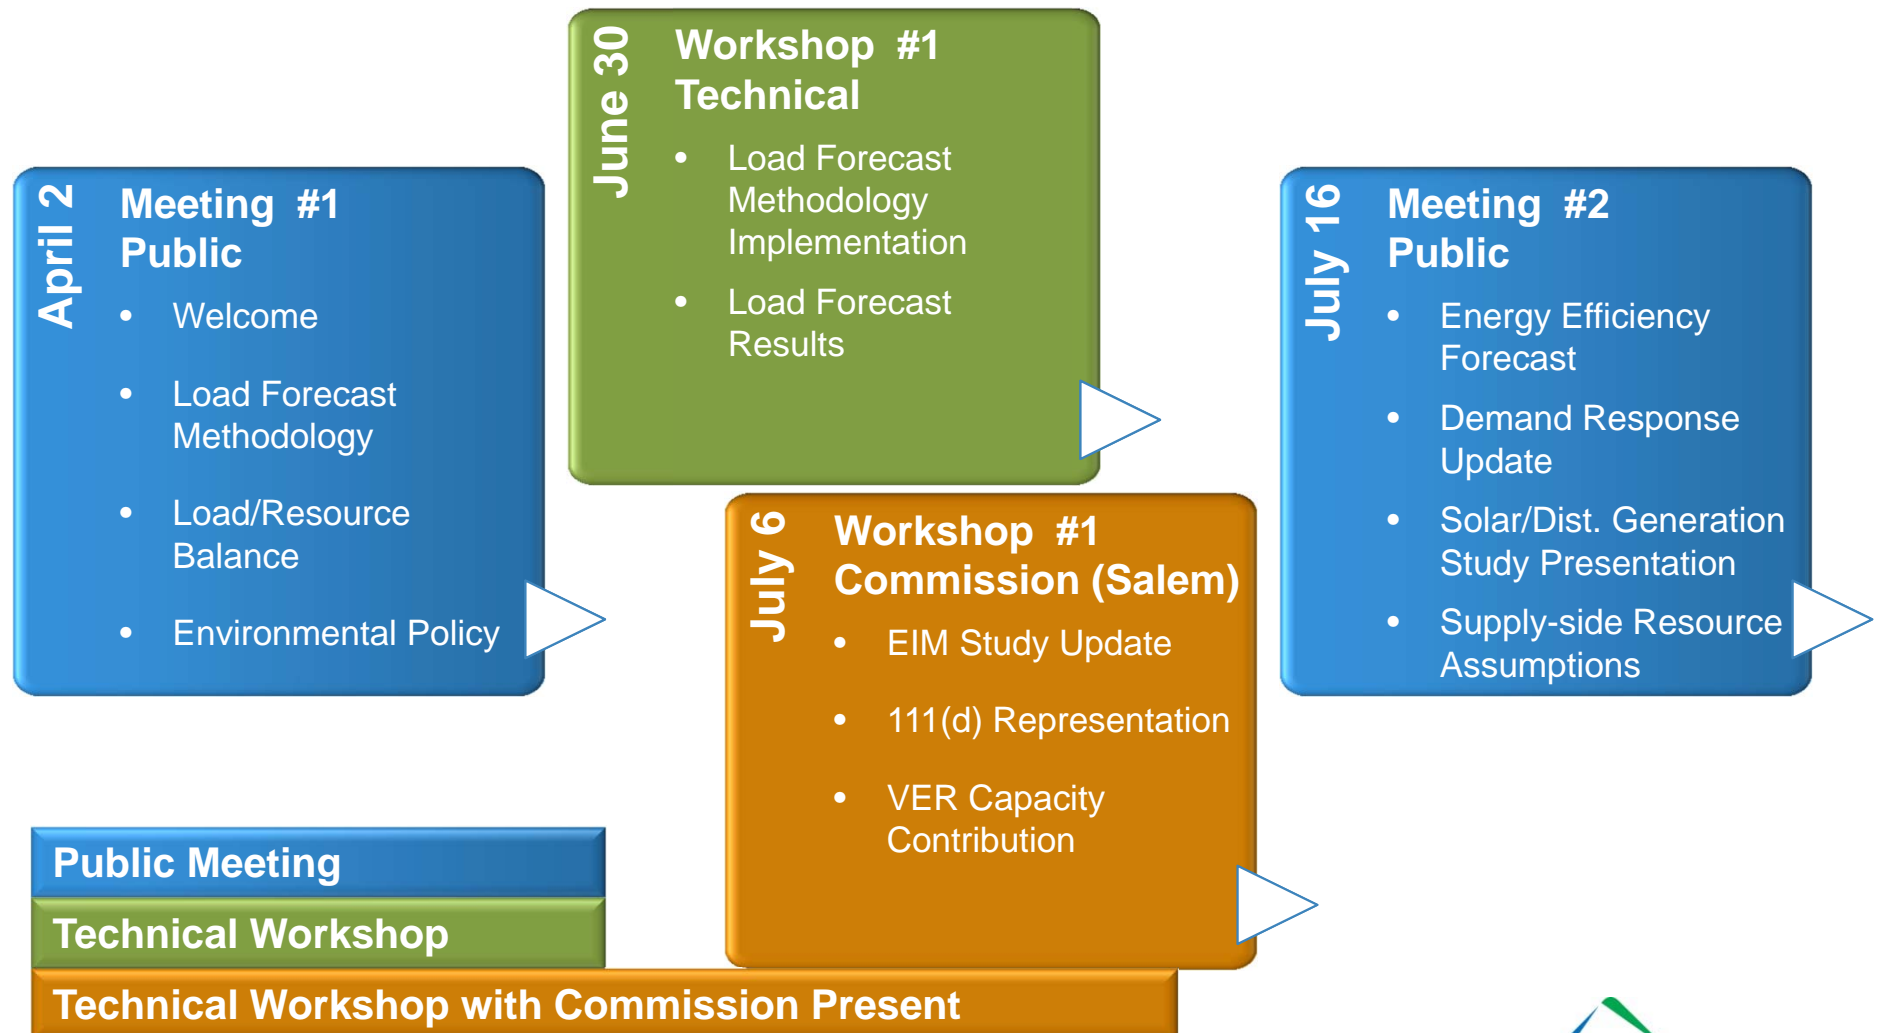 April 2
Meeting #1
Public
• Welcome
• Load Forecast
Methodology
• Load/Resource
Balance
• Environmental Policy
June 30
Workshop #1
Technical
• Load Forecast
Methodology
Implementation
• Load Forecast
Results
July 6
Workshop #1
Commission (Salem)
• EIM Study Update
• 111(d) Representation
• VER Capacity
Contribution
July 16
Meeting #2
Public
• Energy Efficiency
Forecast
• Demand Response
Update
• Solar/Dist. Generation
Study Presentation
• Supply-side Resource
Assumptions
Public Meeting
Technical Workshop
Technical Workshop with Commission Present